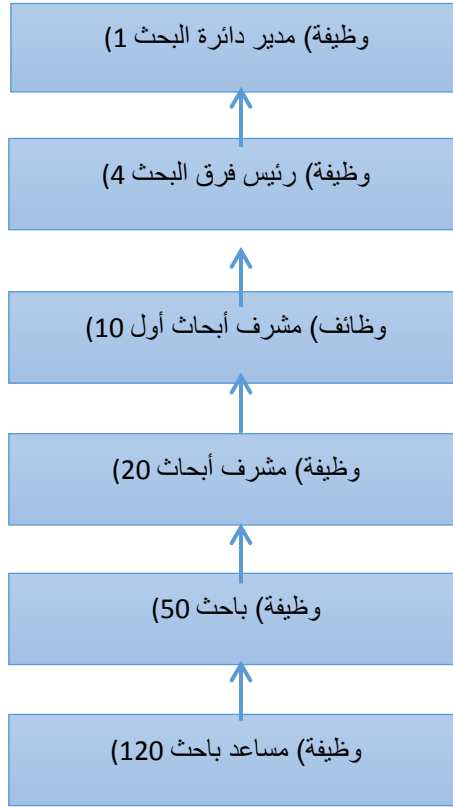 وظيفة) مدير دائرة البحث 1)
وظيفة) رئيس فرق البحث 4)
وظائف) مشرف أبحاث أول 10)
وظيفة) مشرف أبحاث 20)
وظيفة) باحث 50)
وظيفة) مساعد باحث 120)